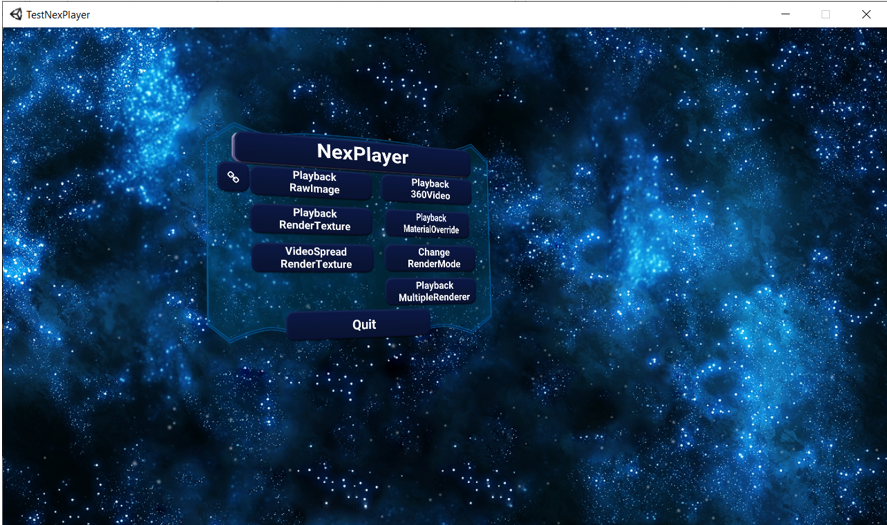 TestNexPlayer
NexPlayer
Playback
RawImage
Playback
360Video
Playback
RenderTexture
Playback
MaterialOverride
VideoSpread
RenderTexture
Change
RenderMode
Playback
MultipleRenderer
Quit